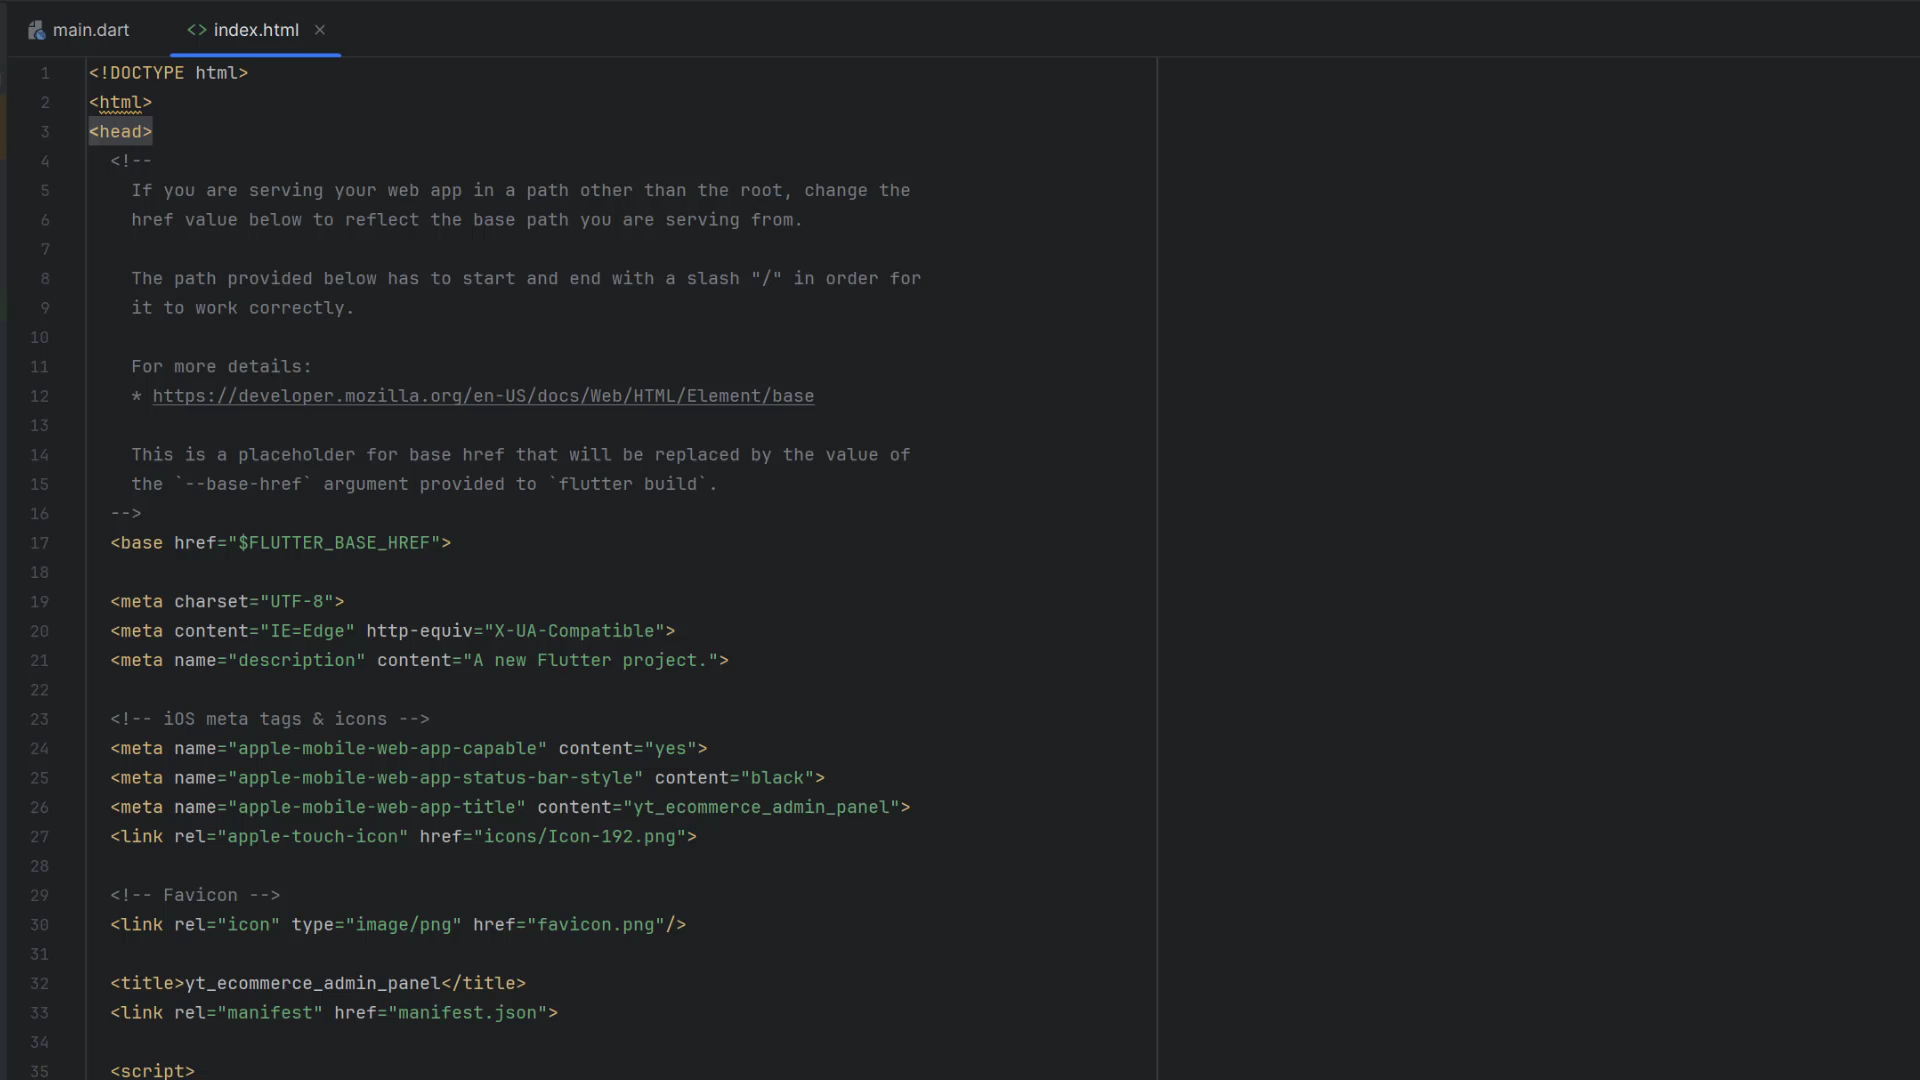 main.dart
<> index.html ×
1 <!DOCTYPE html>
2 <html>
3 <head>
4 <!--
5 If you are serving your web app in a path other than the root, change the
6 href value below to reflect the base path you are serving from.
7
8 The path provided below has to start and end with a slash "/" in order for
9 it to work correctly.
10
11 For more details:
12 * https://developer.mozilla.org/en-US/docs/Web/HTML/Element/base
13
14 This is a placeholder for base href that will be replaced by the value of
15 the `--base-href` argument provided to `flutter build`.
16 -->
17 <base href="$FLUTTER_BASE_HREF">
18
19 <meta charset="UTF-8">
20 <meta content="IE=Edge" http-equiv="X-UA-Compatible">
21 <meta name="description" content="A new Flutter project.">
22
23 <!-- iOS meta tags & icons -->
24 <meta name="apple-mobile-web-app-capable" content="yes">
25 <meta name="apple-mobile-web-app-status-bar-style" content="black">
26 <meta name="apple-mobile-web-app-title" content="yt_ecommerce_admin_panel">
27 <link rel="apple-touch-icon" href="icons/Icon-192.png">
28
29 <!-- Favicon -->
30 <link rel="icon" type="image/png" href="favicon.png"/>
31
32 <title>yt_ecommerce_admin_panel</title>
33 <link rel="manifest" href="manifest.json">
34
35 <script>